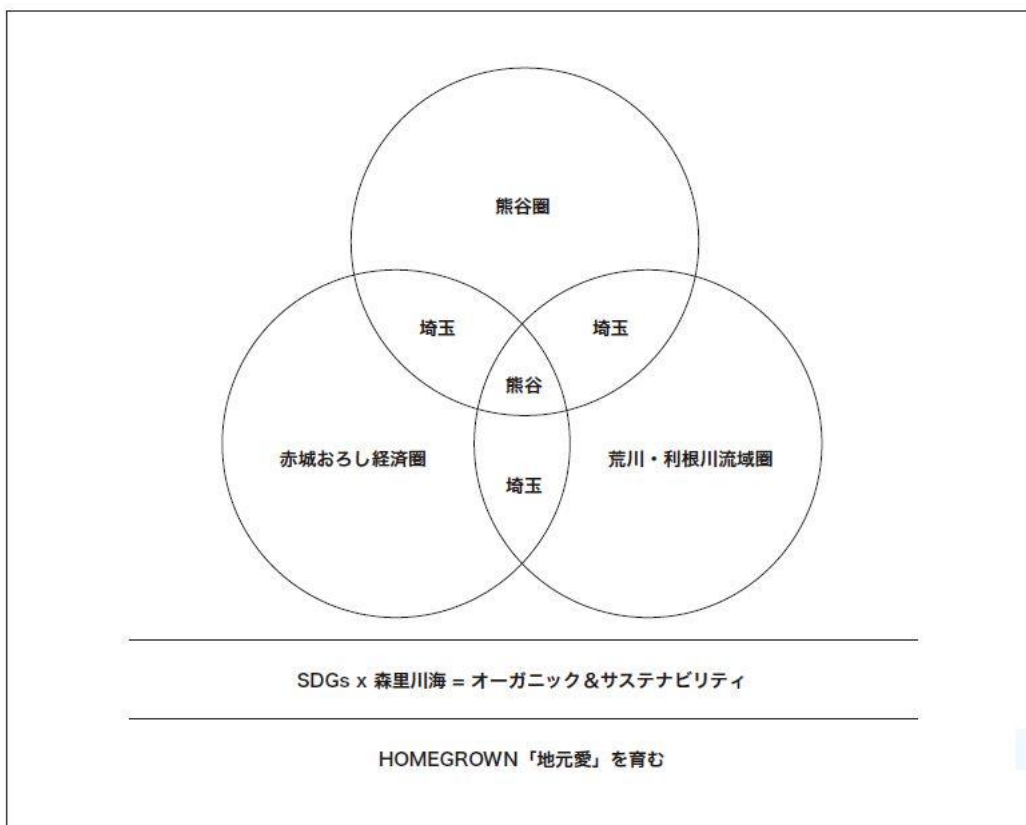 熊谷圏
埼玉
埼玉
熊谷
赤城おろし経済圏
荒川・利根川流域圏
埼玉
SDGs x 森里川海 = オーガニック＆サステナビリティ
HOMEGROWN「地元愛」を育む